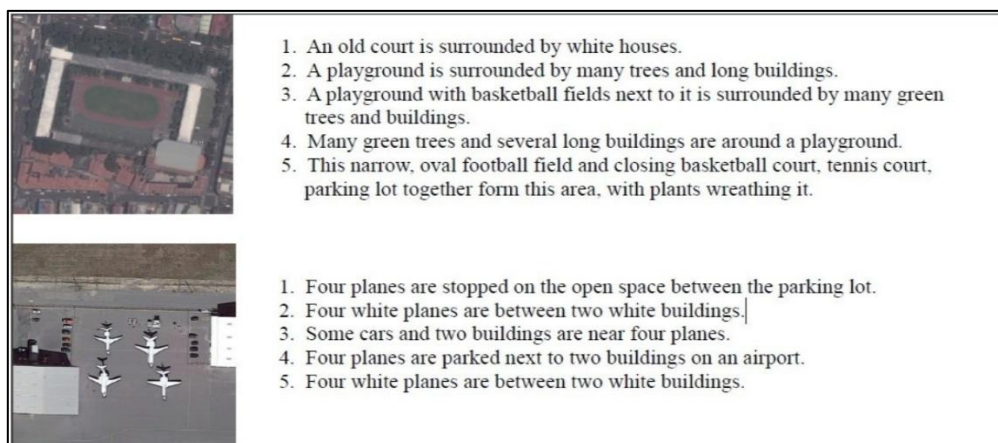 1. An old court is surrounded by white houses.
2. A playground is surrounded by many trees and long buildings.
3. A playground with basketball fields next to it is surrounded by many green
trees and buildings.
4. Many green trees and several long buildings are around a playground.
5. This narrow, oval football field and closing basketball court, tennis court,
parking lot together form this area, with plants wreathing it.
1. Four planes are stopped on the open space between the parking lot.
2. Four white planes are between two white buildings.
3. Some cars and two buildings are near four planes.
4. Four planes are parked next to two buildings on an airport.
5. Four white planes are between two white buildings.